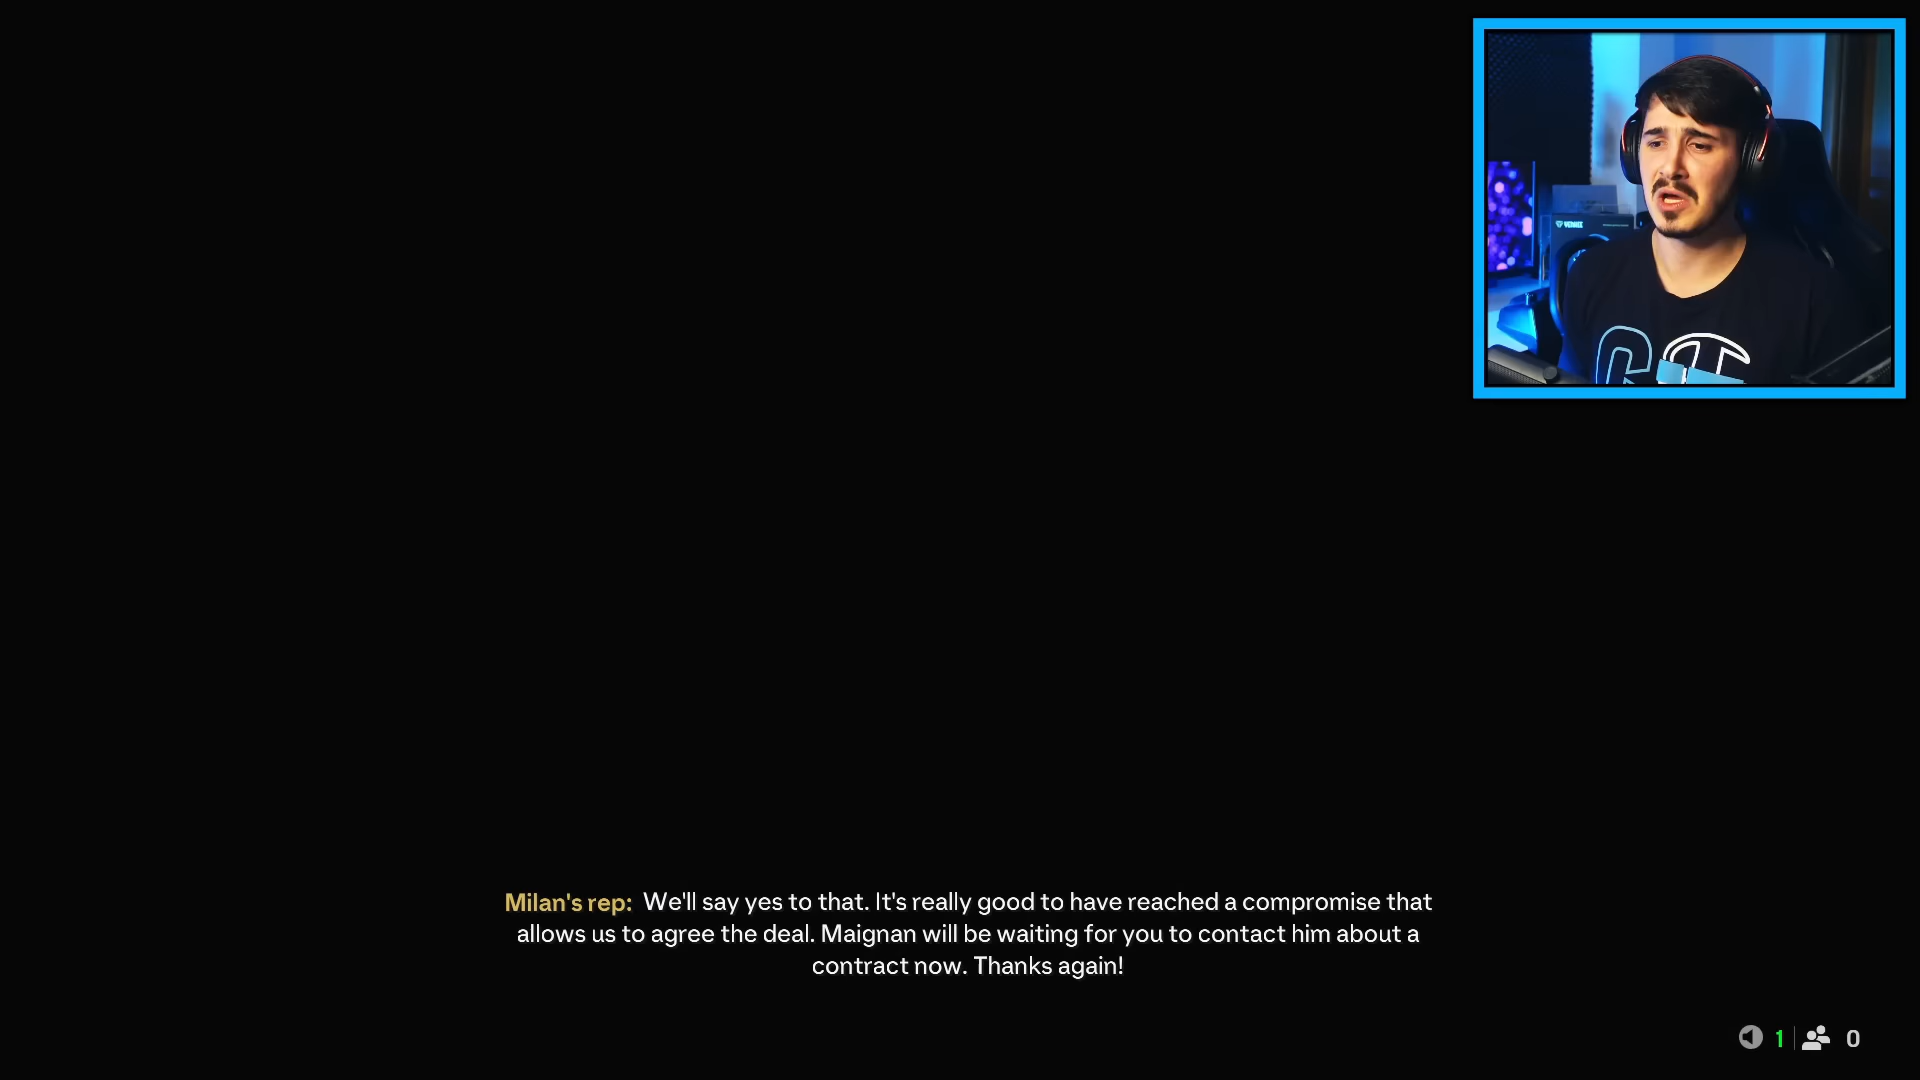 VENGE
CT
Milan's rep: We'll say yes to that. It's really good to have reached a compromise that
allows us to agree the deal. Maignan will be waiting for you to contact him about a
contract now. Thanks again!
1 0